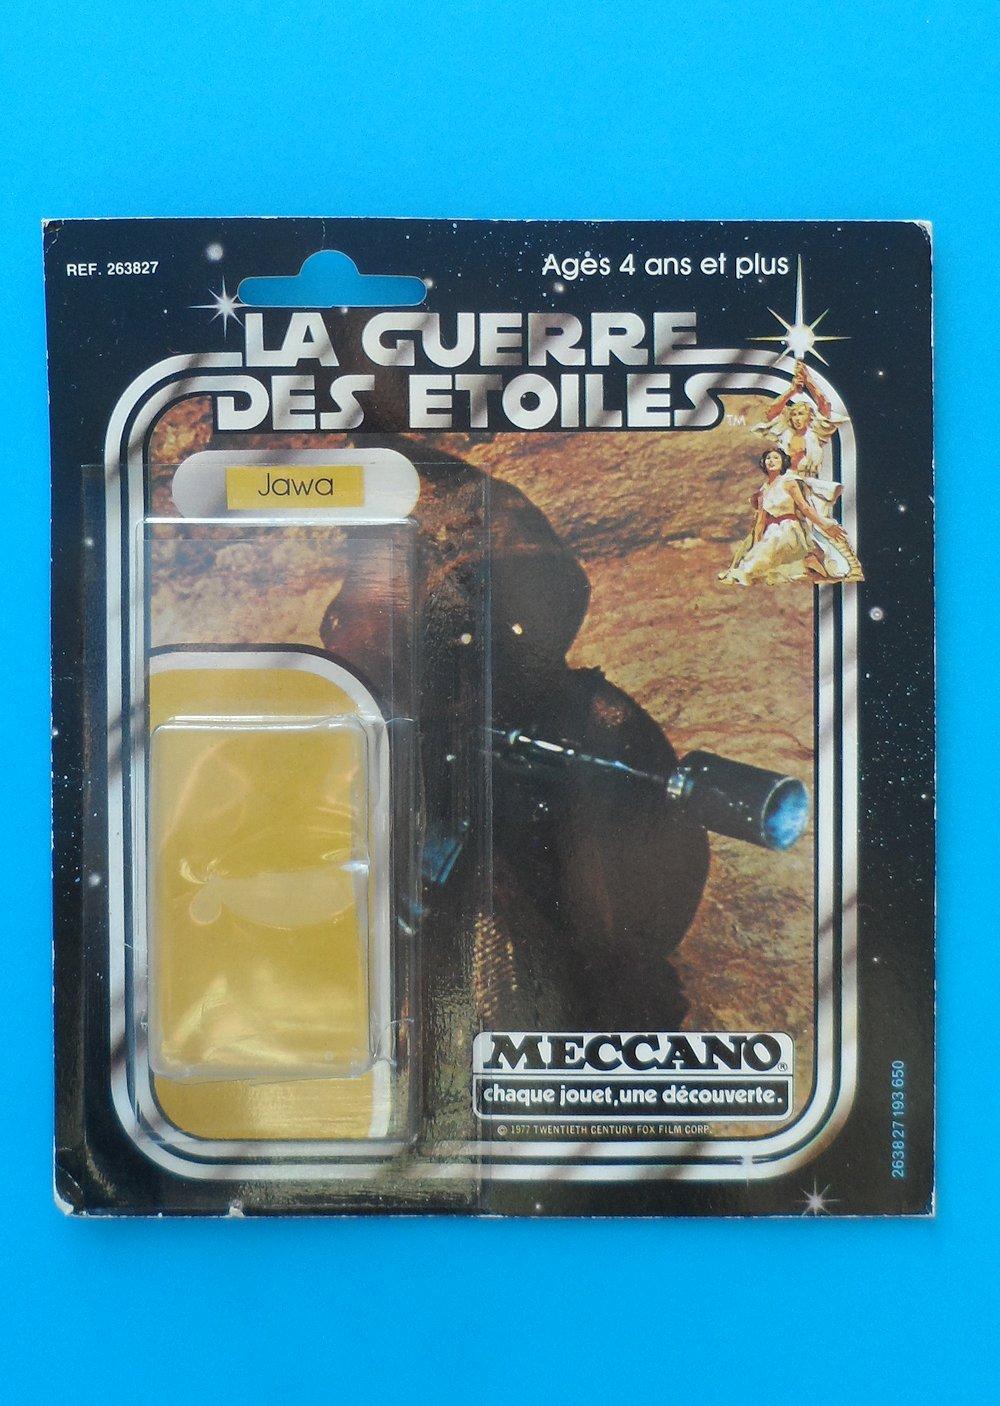 REF. 263827
Agés 4 ans et plus
LA GUERRE
DES ETOILES
TM
Jawa
MECCANO®
chaque jouet, une découverte.
© 1977 TWENTIETH CENTURY FOX FILM CORP.
263827 193 650